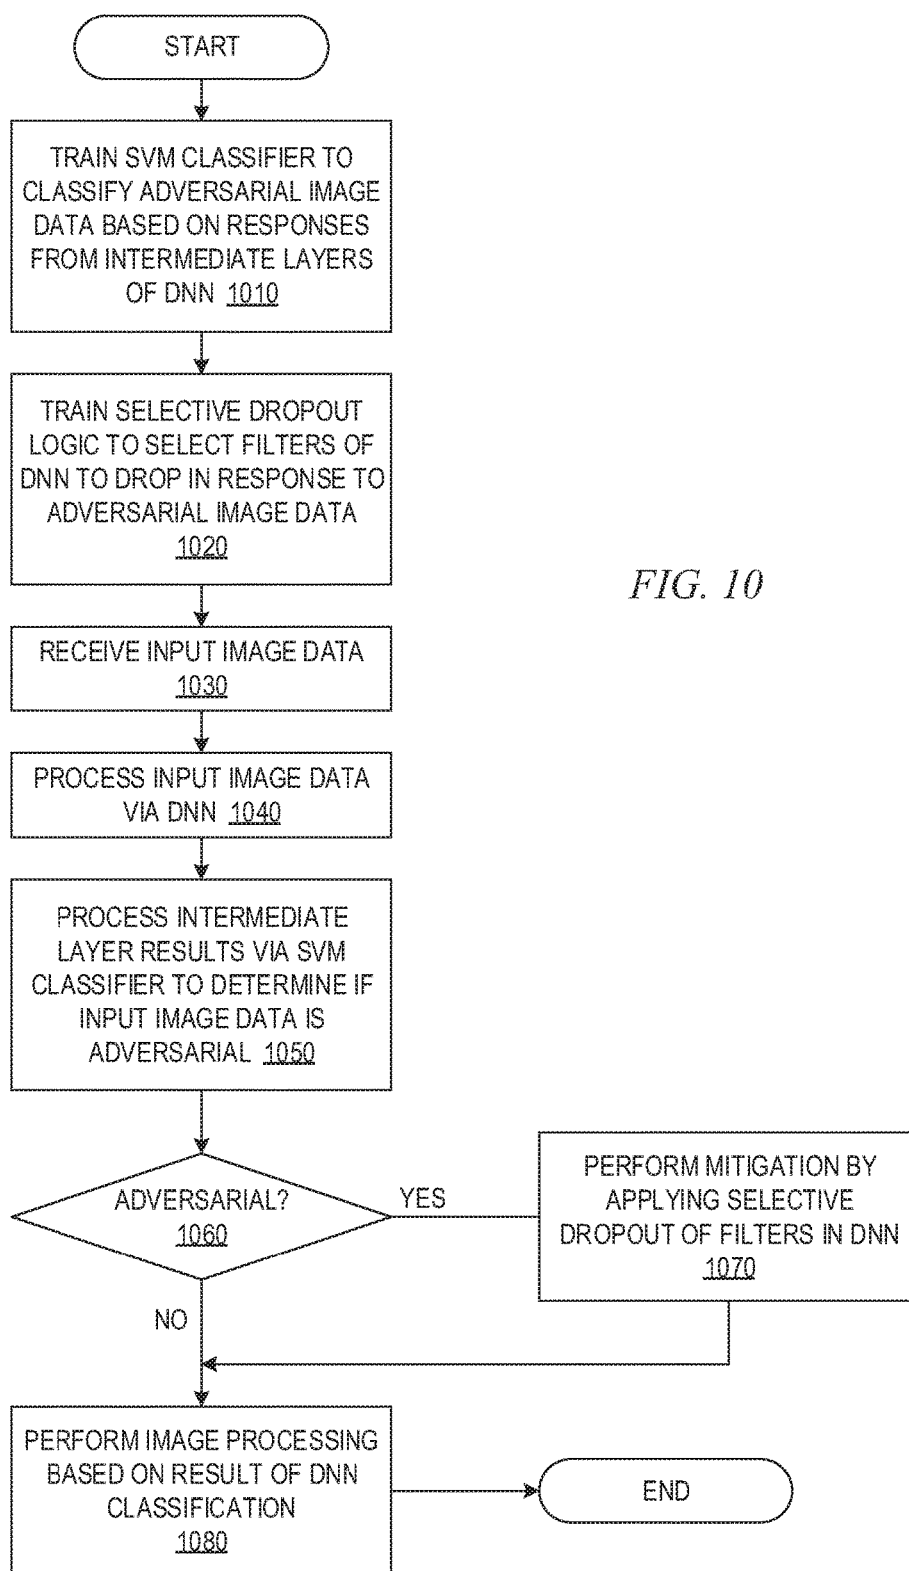 START
TRAIN SVM CLASSIFIER TO
CLASSIFY ADVERSARIAL IMAGE
DATA BASED ON RESPONSES
FROM INTERMEDIATE LAYERS
OF DNN 1010
TRAIN SELECTIVE DROPOUT
LOGIC TO SELECT FILTERS OF
DNN TO DROP IN RESPONSE TO
ADVERSARIAL IMAGE DATA
1020
FIG. 10
RECEIVE INPUT IMAGE DATA
1030
PROCESS INPUT IMAGE DATA
VIA DNN 1040
PROCESS INTERMEDIATE
LAYER RESULTS VIA SVM
CLASSIFIER TO DETERMINE IF
INPUT IMAGE DATA IS
ADVERSARIAL 1050
ADVERSARIAL?
1060
YES
PERFORM MITIGATION BY
APPLYING SELECTIVE
DROPOUT OF FILTERS IN DNN
1070
NO
PERFORM IMAGE PROCESSING
BASED ON RESULT OF DNN
CLASSIFICATION
1080
END